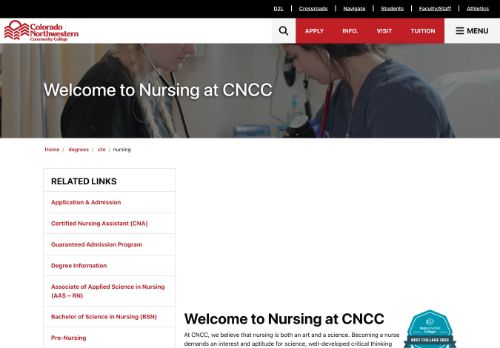 D2L
Crossroads
Navigate
Students
Faculty/Staff
Athletics
Colorado
Northwestern
Community College
APPLY
INFO.
VISIT
TUITION
MENU
Welcome to Nursing at CNCC
Home / degrees / cte / nursing
RELATED LINKS
Application & Admission
Certified Nursing Assistant (CNA)
Guaranteed Admission Program
Degree Information
Associate of Applied Science in Nursing
(AAS – RN)
Bachelor of Science in Nursing (BSN)
Pre-Nursing
Welcome to Nursing at CNCC
At CNCC, we believe that nursing is both an art and a science. Becoming a nurse
demands an interest and aptitude for science, well-developed critical thinking
BEST COLLEGE 2023